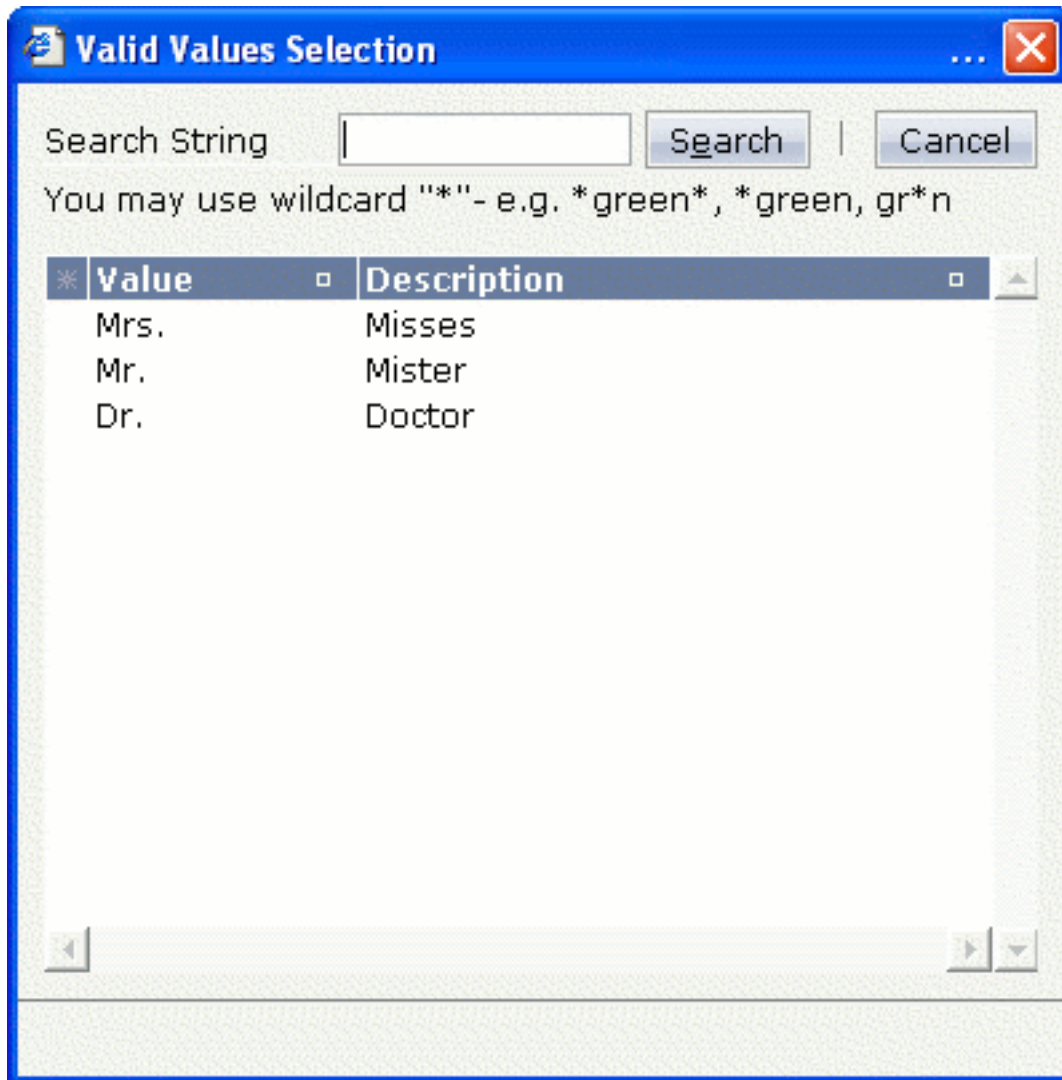 Valid Values Selection ...
Search String Search | Cancel
You may use wildcard "*"- e.g. *green*, *green, gr*n
Value Description
Mrs. Misses
Mr. Mister
Dr. Doctor